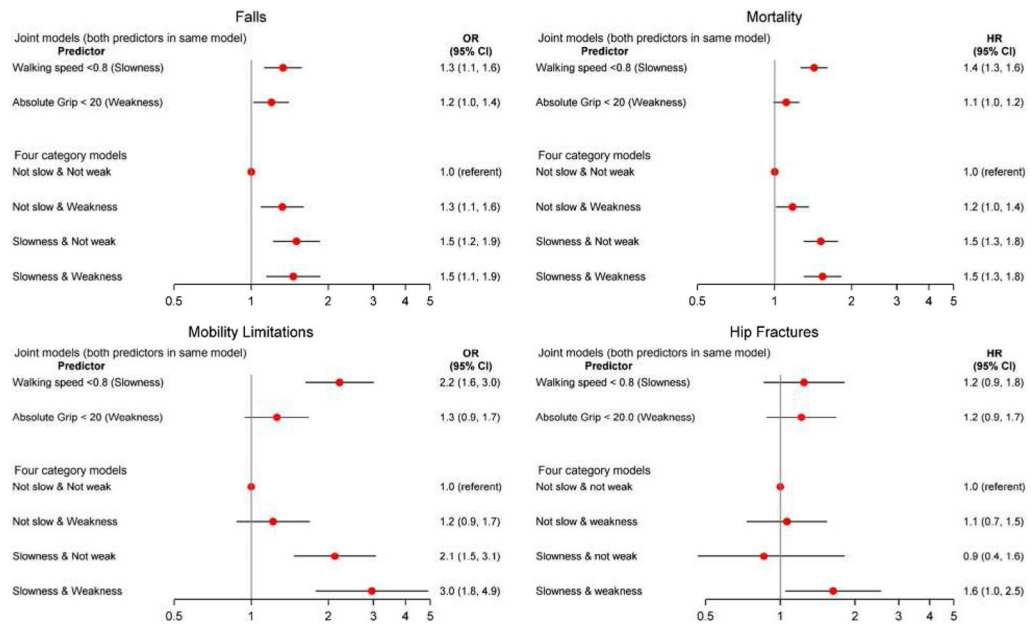 Falls
Joint models (both predictors in same model) OR
Predictor (95% CI)
Walking speed <0.8 (Slowness) 1.3 (1.1, 1.6)
Absolute Grip < 20 (Weakness) 1.2 (1.0, 1.4)
Four category models
Not slow & Not weak 1.0 (referent)
Not slow & Weakness 1.3 (1.1, 1.6)
Slowness & Not weak 1.5 (1.2, 1.9)
Slowness & Weakness 1.5 (1.1, 1.9)
0.5 1 2 3 4 5
Mortality
Joint models (both predictors in same model) HR
Predictor (95% CI)
Walking speed <0.8 (Slowness) 1.4 (1.3, 1.6)
Absolute Grip < 20 (Weakness) 1.1 (1.0, 1.2)
Four category models
Not slow & Not weak 1.0 (referent)
Not slow & Weakness 1.2 (1.0, 1.4)
Slowness & Not weak 1.5 (1.3, 1.8)
Slowness & Weakness 1.5 (1.3, 1.8)
0.5 1 2 3 4 5
Mobility Limitations
Joint models (both predictors in same model) OR
Predictor (95% CI)
Walking speed <0.8 (Slowness) 2.2 (1.6, 3.0)
Absolute Grip < 20 (Weakness) 1.3 (0.9, 1.7)
Four category models
Not slow & Not weak 1.0 (referent)
Not slow & Weakness 1.2 (0.9, 1.7)
Slowness & Not weak 2.1 (1.5, 3.1)
Slowness & Weakness 3.0 (1.8, 4.9)
0.5 1 2 3 4 5
Hip Fractures
Joint models (both predictors in same model) HR
Predictor (95% CI)
Walking speed < 0.8 (Slowness) 1.2 (0.9, 1.8)
Absolute Grip < 20.0 (Weakness) 1.2 (0.9, 1.7)
Four category models
Not slow & not weak 1.0 (referent)
Not slow & weakness 1.1 (0.7, 1.5)
Slowness & not weak 0.9 (0.4, 1.6)
Slowness & weakness 1.6 (1.0, 2.5)
0.5 1 2 3 4 5